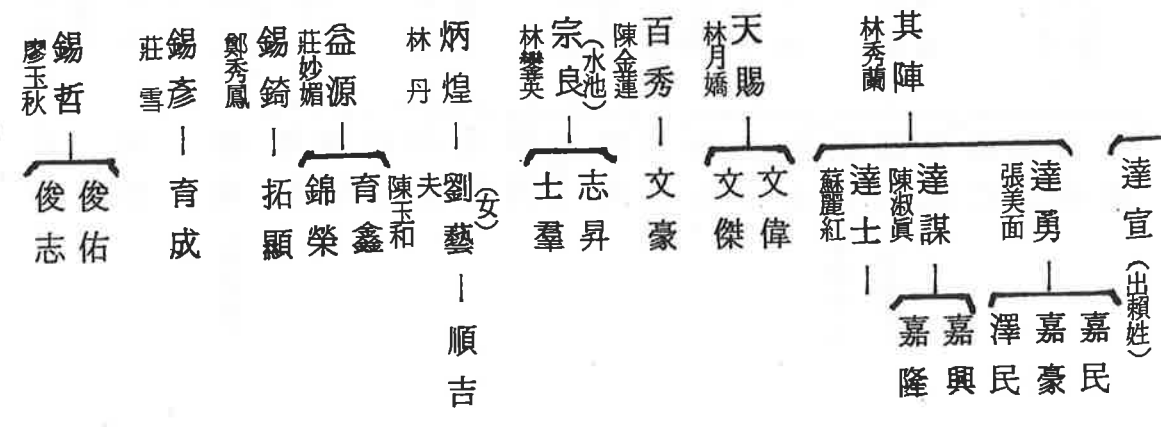 達宣
(出賴姓)
其陣
林秀蘭
達勇
張美面
嘉民
嘉豪
澤民
達謀
陳淑眞
嘉興
嘉隆
達士
蘇麗紅
天賜
林月嬌
文偉
文傑
百秀
陳金蓮
文豪
宗良
(水池)
林鑾英
志昇
士羣
炳煌
林丹
劉藝
(女)
夫
陳玉和
順吉
益源
莊妙媚
育鑫
錦榮
錫錡
鄭秀鳳
拓顯
錫彥
莊雪
育成
錫哲
廖玉秋
俊佑
俊志